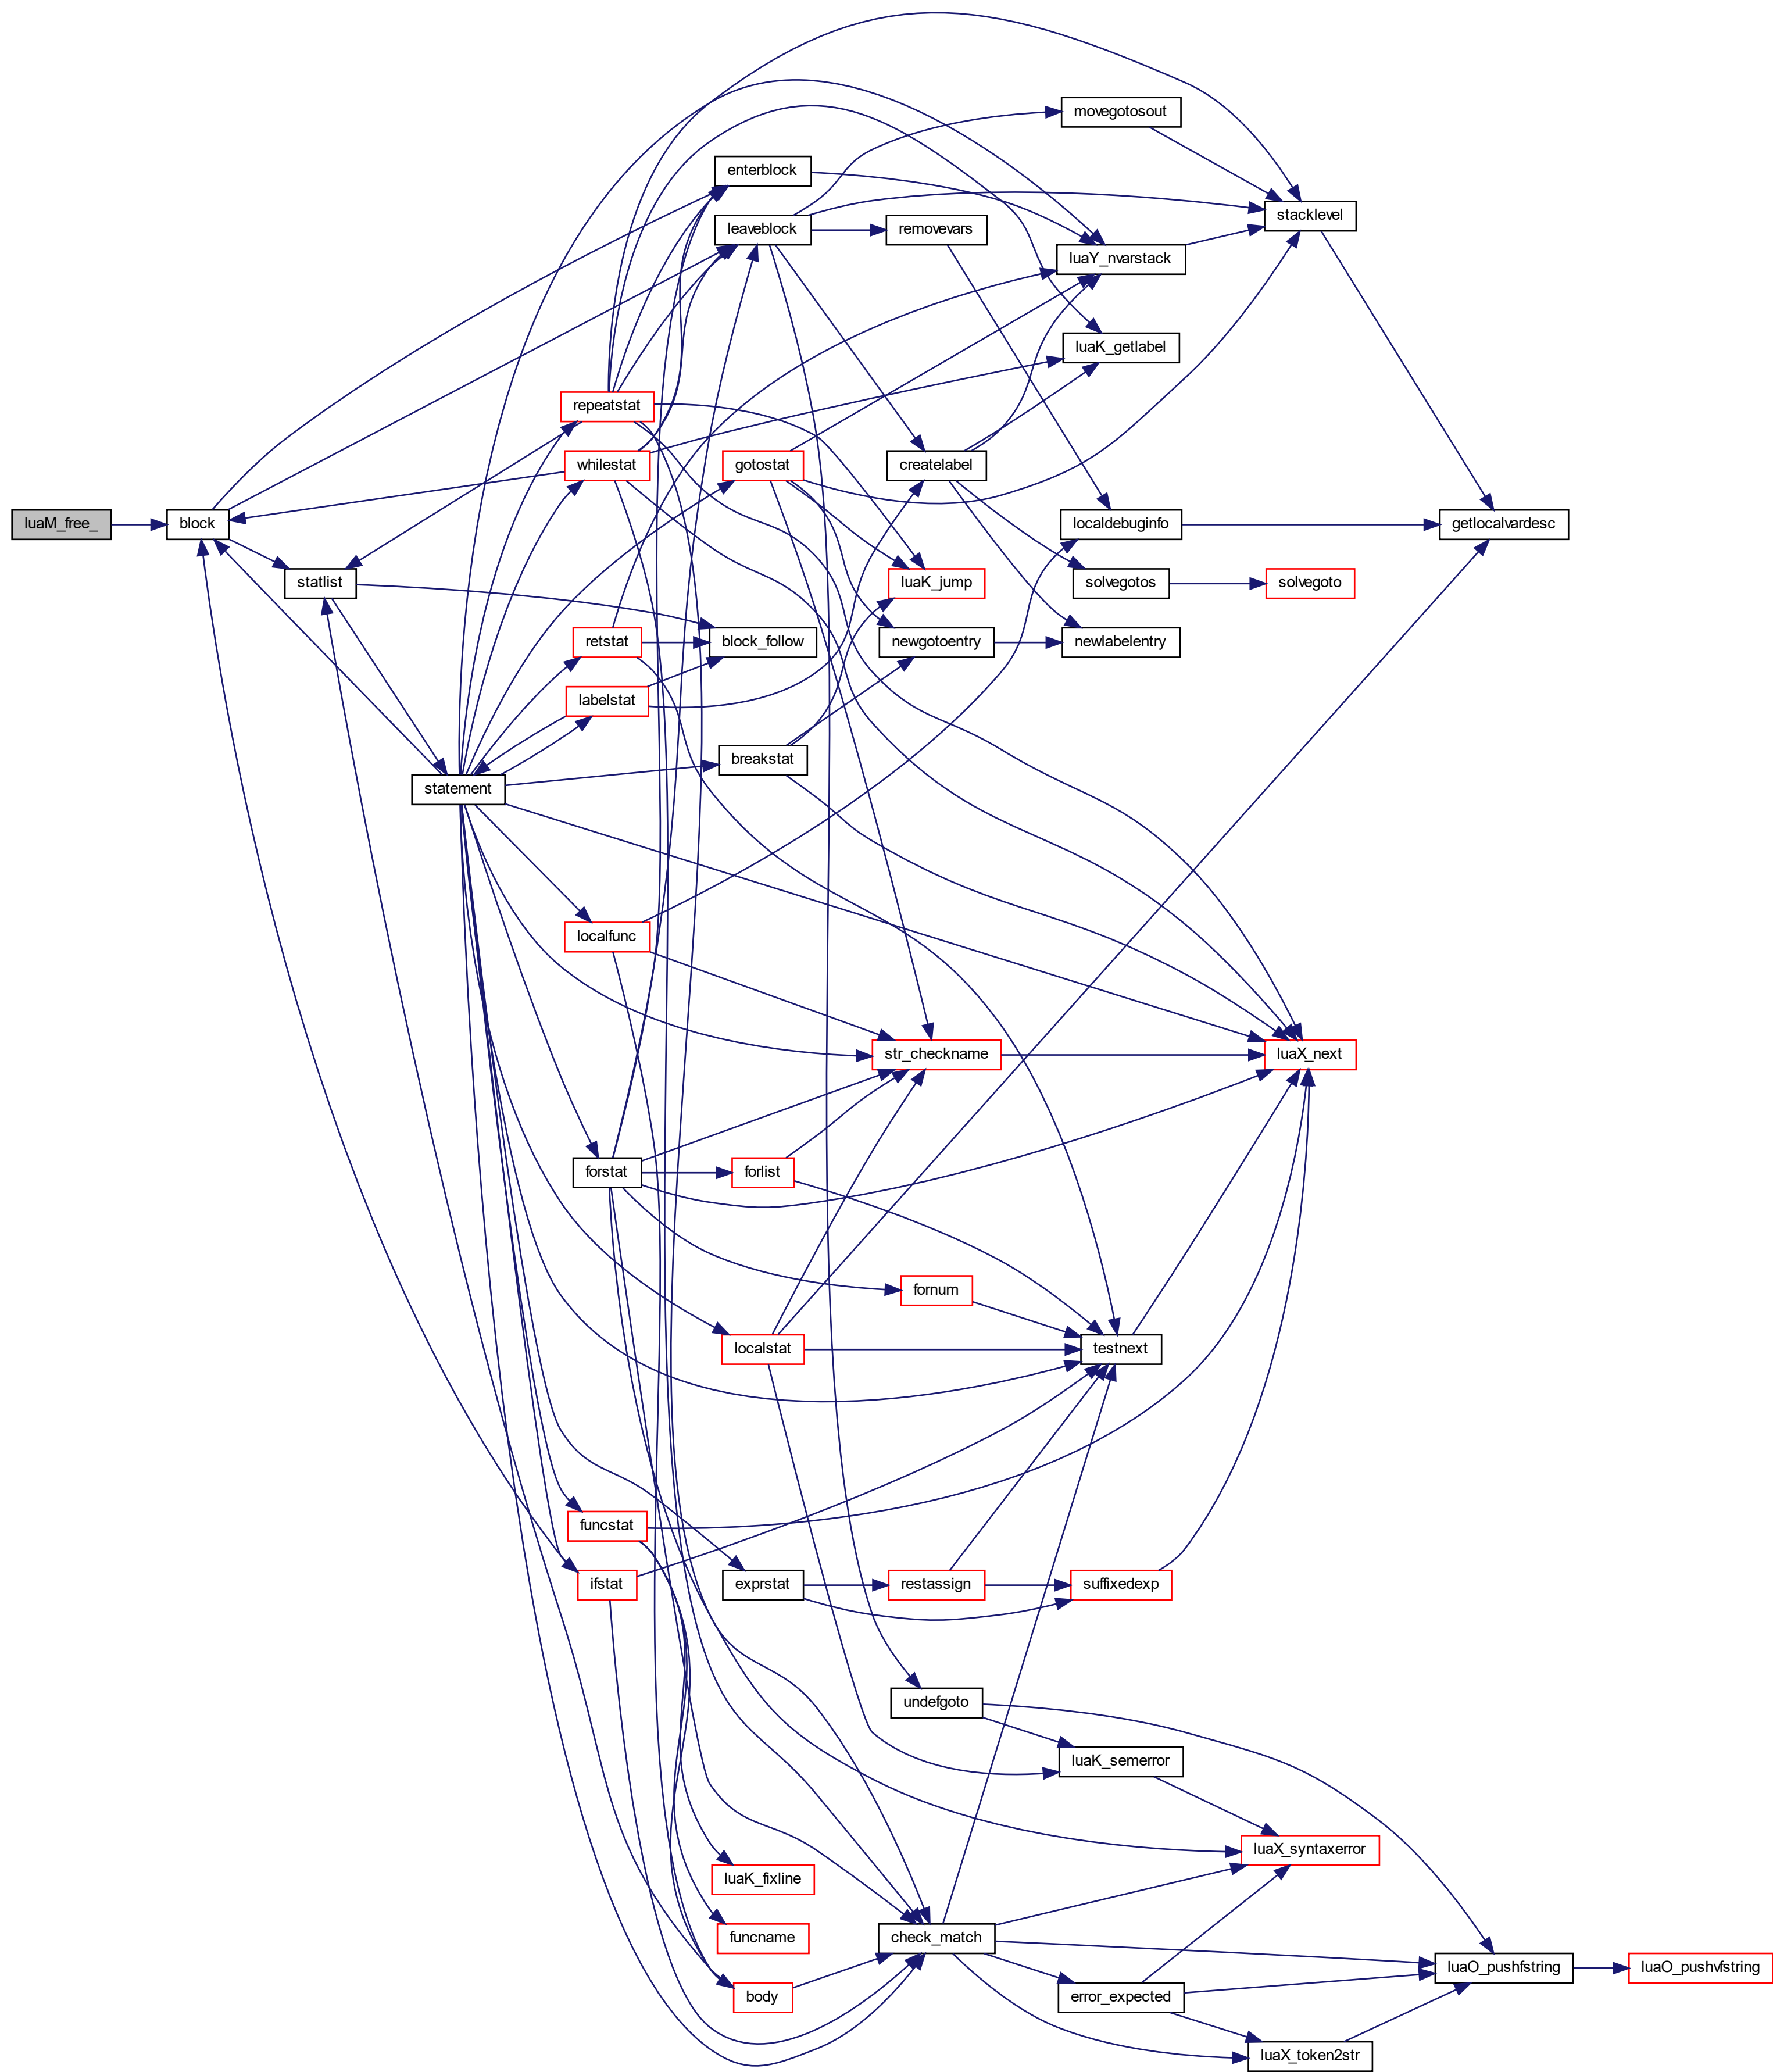 movegotosout
enterblock
stacklevel
leaveblock
removevars
luaY_nvarstack
luaK_getlabel
repeatstat
whilestat
gotostat
createlabel
luaM_free_
block
localdebuginfo
getlocalvardesc
statlist
luaK_jump
solvegotos
solvegoto
retstat
block_follow
newgotoentry
newlabelentry
labelstat
breakstat
statement
localfunc
str_checkname
luaX_next
forstat
forlist
fornum
localstat
testnext
funcstat
ifstat
exprstat
restassign
suffixedexp
undefgoto
luaK_semerror
luaX_syntaxerror
luaK_fixline
funcname
check_match
luaO_pushfstring
luaO_pushvfstring
body
error_expected
luaX_token2str